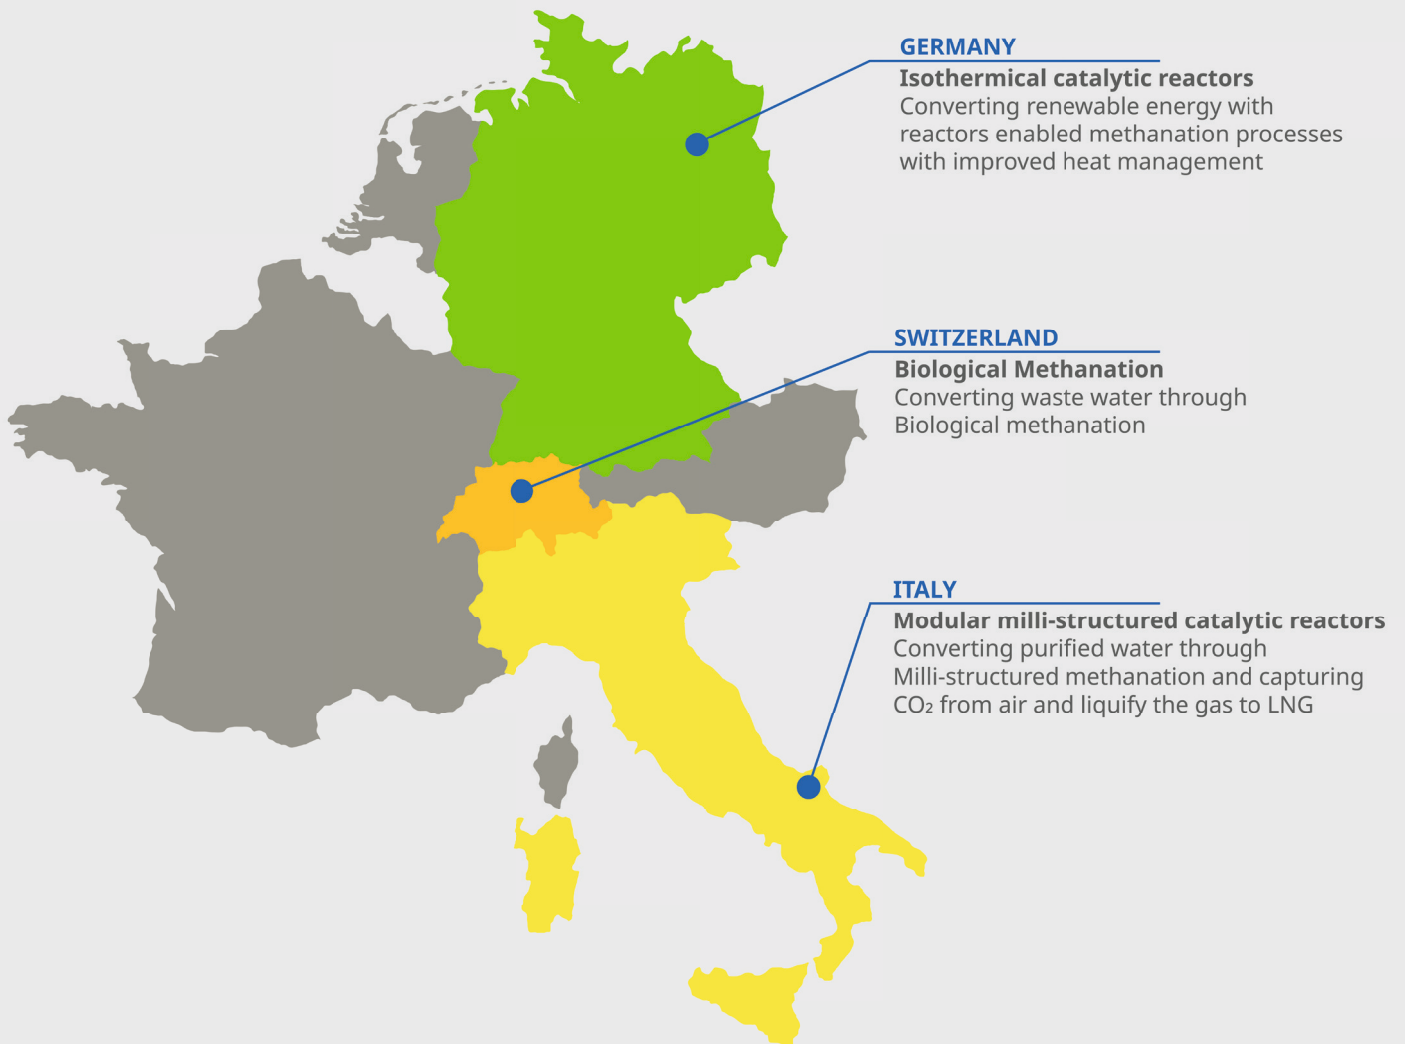 GERMANY
Isothermical catalytic reactors
Converting renewable energy with
reactors enabled methanation processes
with improved heat management
SWITZERLAND
Biological Methanation
Converting waste water through
Biological methanation
ITALY
Modular milli-structured catalytic reactors
Converting purified water through
Milli-structured methanation and capturing
CO₂ from air and liquify the gas to LNG